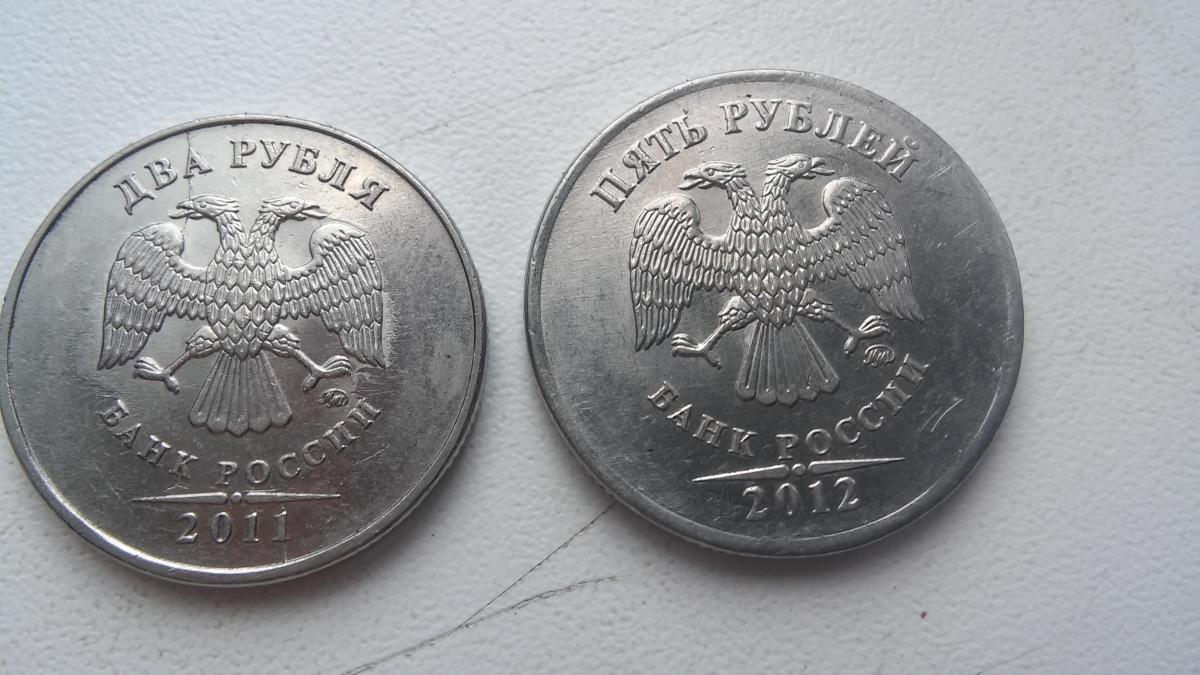 ДВА РУБЛЯ
БАНК РОССИИ
2011
ПЯТЬ РУБЛЕЙ
БАНК РОССИИ
2012